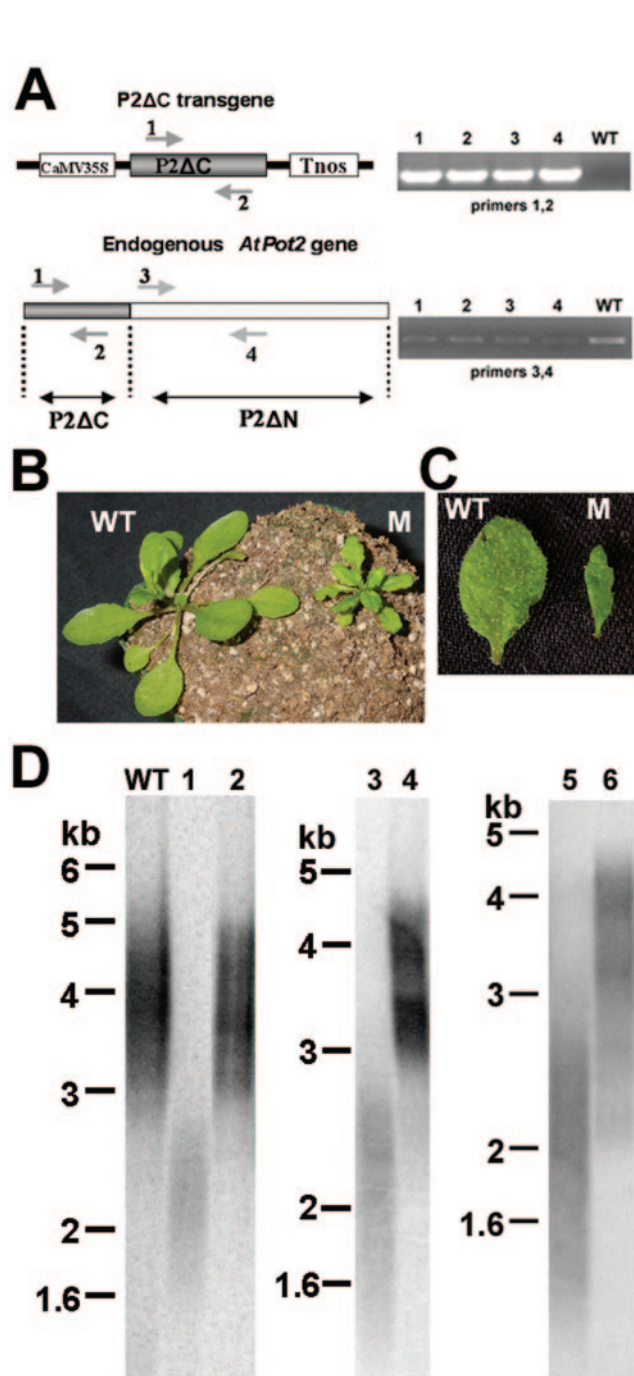 A
P2ΔC transgene
1
CaMV35S P2ΔC Tnos
2
1 2 3 4 WT
primers 1,2
Endogenous AtPot2 gene
1 3
2 4
P2ΔC P2ΔN
1 2 3 4 WT
primers 3,4
B
WT M
C
WT M
D
WT 1 2
kb
6
5
4
3
2
1.6
3 4
kb
5
4
3
2
1.6
5 6
kb
5
4
3
2
1.6